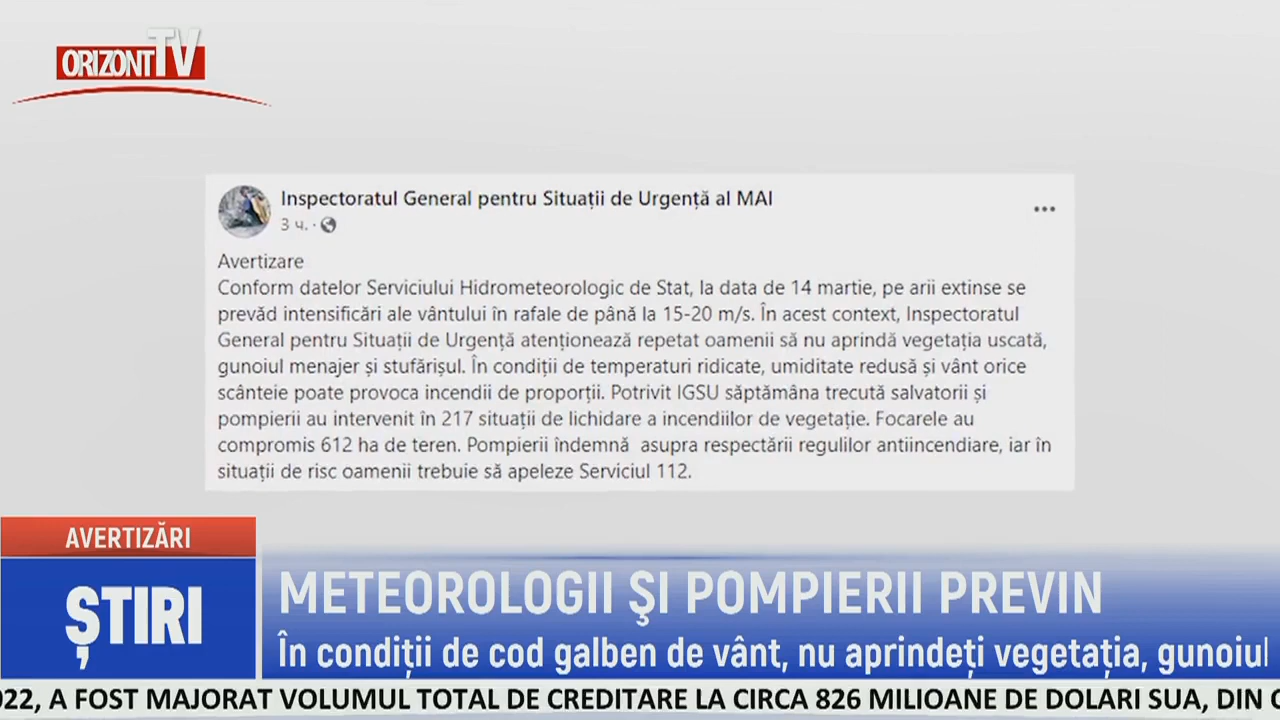 ORIZONT TV
Inspectoratul General pentru Situații de Urgență al MAI
3 ч. ·
Avertizare
Conform datelor Serviciului Hidrometeorologic de Stat, la data de 14 martie, pe arii extinse se
prevăd intensificări ale vântului în rafale de până la 15-20 m/s. În acest context, Inspectoratul
General pentru Situații de Urgență atenționează repetat oamenii să nu aprindă vegetația uscată,
gunoiul menajer și stufărișul. În condiții de temperaturi ridicate, umiditate redusă și vânt orice
scânteie poate provoca incendii de proporții. Potrivit IGSU săptămâna trecută salvatorii și
pompierii au intervenit în 217 situații de lichidare a incendiilor de vegetație. Focarele au
compromis 612 ha de teren. Pompierii îndemnă asupra respectării regulilor antiincendiare, iar în
situații de risc oamenii trebuie să apeleze Serviciul 112.
AVERTIZĂRI
ȘTIRI
METEOROLOGII ŞI POMPIERII PREVIN
În condiții de cod galben de vânt, nu aprindeți vegetația, gunoiul
022, A FOST MAJORAT VOLUMUL TOTAL DE CREDITARE LA CIRCA 826 MILIOANE DE DOLARI SUA, DIN